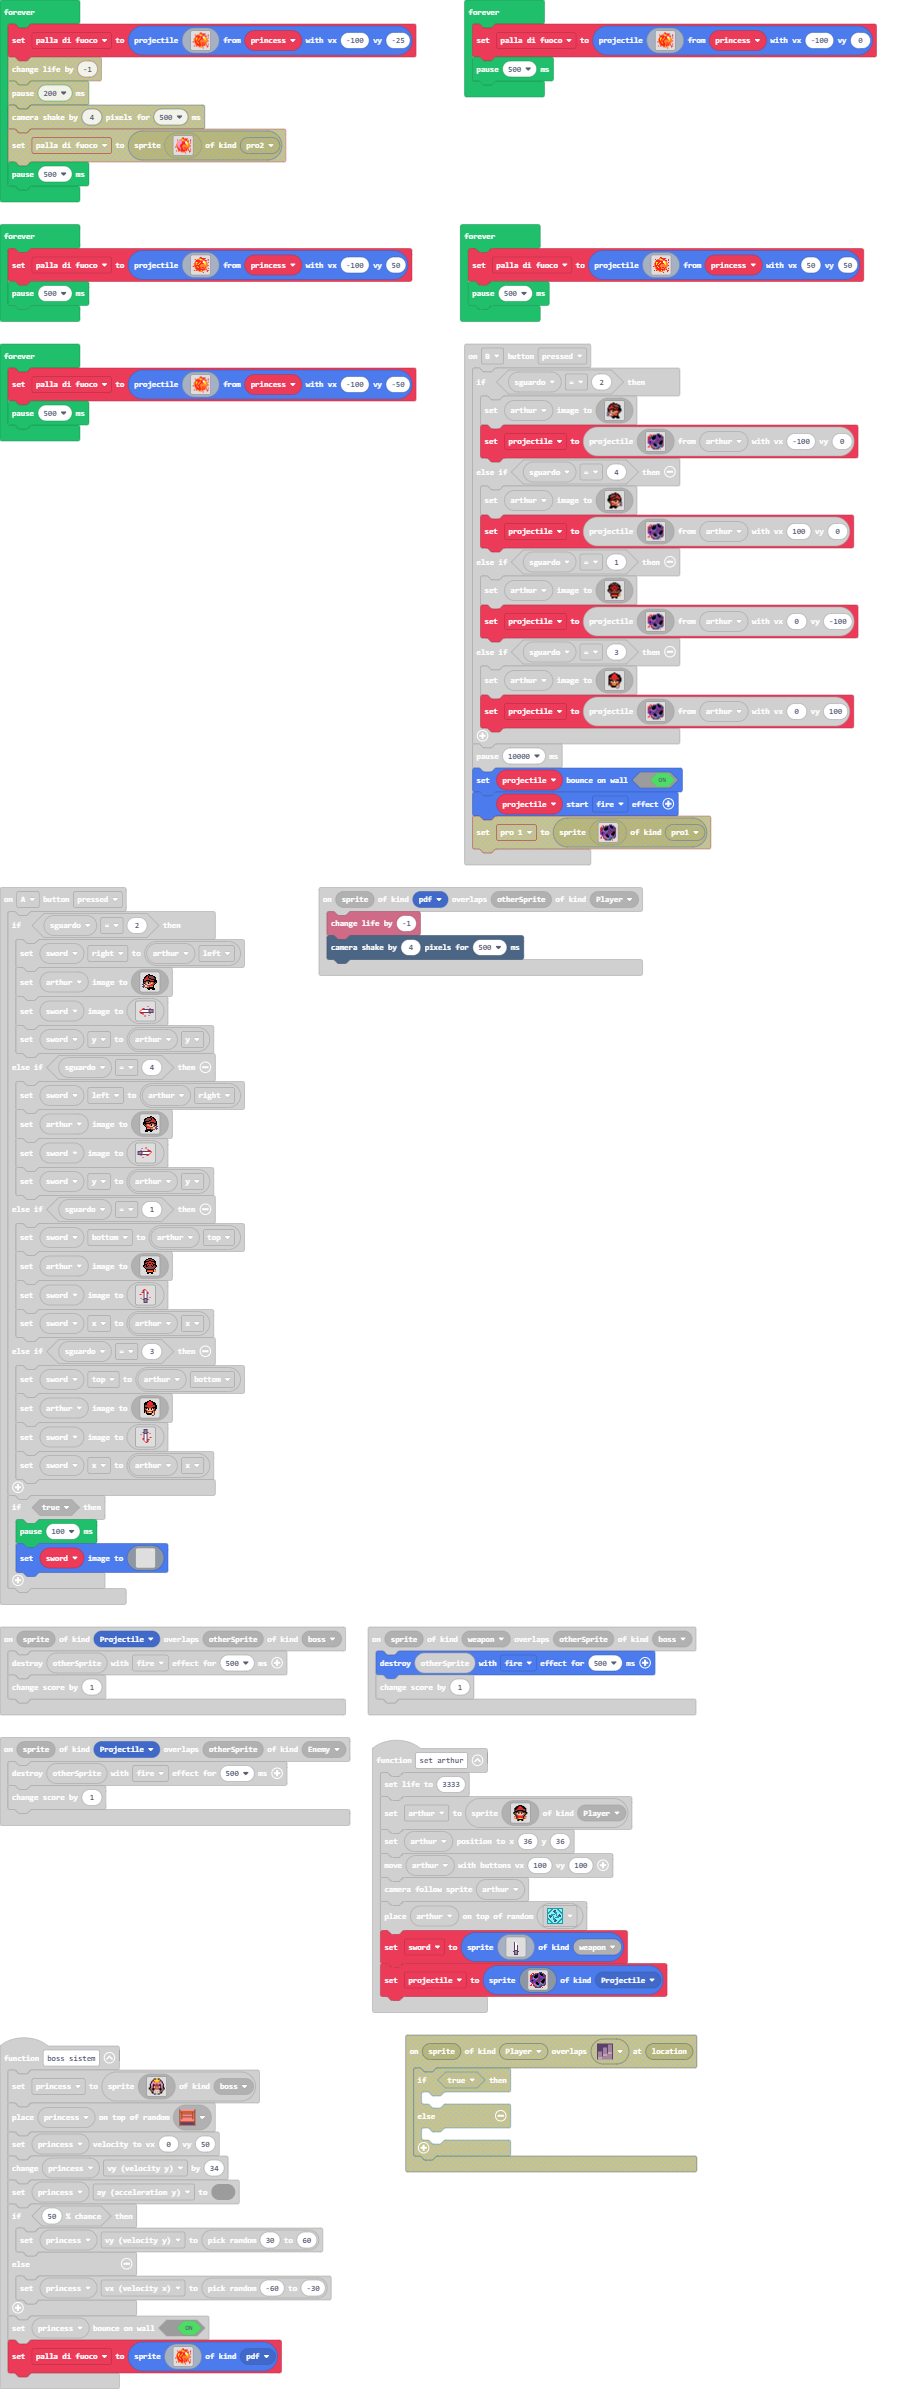 forever
set palla di fuoco to projectile from princess with vx -100 vy -25
change life by -1
pause 200 ms
camera shake by 4 pixels for 500 ms
set palla di fuoco to sprite of kind pro2
pause 500 ms
forever
set palla di fuoco to projectile from princess with vx -100 vy 0
pause 500 ms
forever
set palla di fuoco to projectile from princess with vx -100 vy 50
pause 500 ms
forever
set palla di fuoco to projectile from princess with vx 50 vy 50
pause 500 ms
forever
set palla di fuoco to projectile from princess with vx -100 vy -50
pause 500 ms
on B button pressed
if sguardo = 2 then
set arthur image to
set projectile to projectile from arthur with vx -100 vy 0
else if sguardo = 4 then
set arthur image to
set projectile to projectile from arthur with vx 100 vy 0
else if sguardo = 1 then
set arthur image to
set projectile to projectile from arthur with vx 0 vy -100
else if sguardo = 3 then
set arthur image to
set projectile to projectile from arthur with vx 0 vy 100
pause 10000 ms
set projectile bounce on wall ON
projectile start fire effect
set pro 1 to sprite of kind pro1
on A button pressed
if sguardo = 2 then
set sword right to arthur left
set arthur image to
set sword image to
set sword y to arthur y
else if sguardo = 4 then
set sword left to arthur right
set arthur image to
set sword image to
set sword y to arthur y
else if sguardo = 1 then
set sword bottom to arthur top
set arthur image to
set sword image to
set sword x to arthur x
else if sguardo = 3 then
set sword top to arthur bottom
set arthur image to
set sword image to
set sword x to arthur x
if true then
pause 100 ms
set sword image to
on sprite of kind pdf overlaps otherSprite of kind Player
change life by -1
camera shake by 4 pixels for 500 ms
on sprite of kind Projectile overlaps otherSprite of kind boss
destroy otherSprite with fire effect for 500 ms
change score by 1
on sprite of kind weapon overlaps otherSprite of kind boss
destroy otherSprite with fire effect for 500 ms
change score by 1
on sprite of kind Projectile overlaps otherSprite of kind Enemy
destroy otherSprite with fire effect for 500 ms
change score by 1
function set arthur
set life to 3333
set arthur to sprite of kind Player
set arthur position to x 36 y 36
move arthur with buttons vx 100 vy 100
camera follow sprite arthur
place arthur on top of random
set sword to sprite of kind weapon
set projectile to sprite of kind Projectile
function boss sistem
set princess to sprite of kind boss
place princess on top of random
set princess velocity to vx 0 vy 50
change princess vy (velocity y) by 34
set princess ay (acceleration y) to
if 50 % chance then
set princess vy (velocity y) to pick random 30 to 60
else
set princess vx (velocity x) to pick random -60 to -30
set princess bounce on wall ON
set palla di fuoco to sprite of kind pdf
on sprite of kind Player overlaps at location
if true then
else